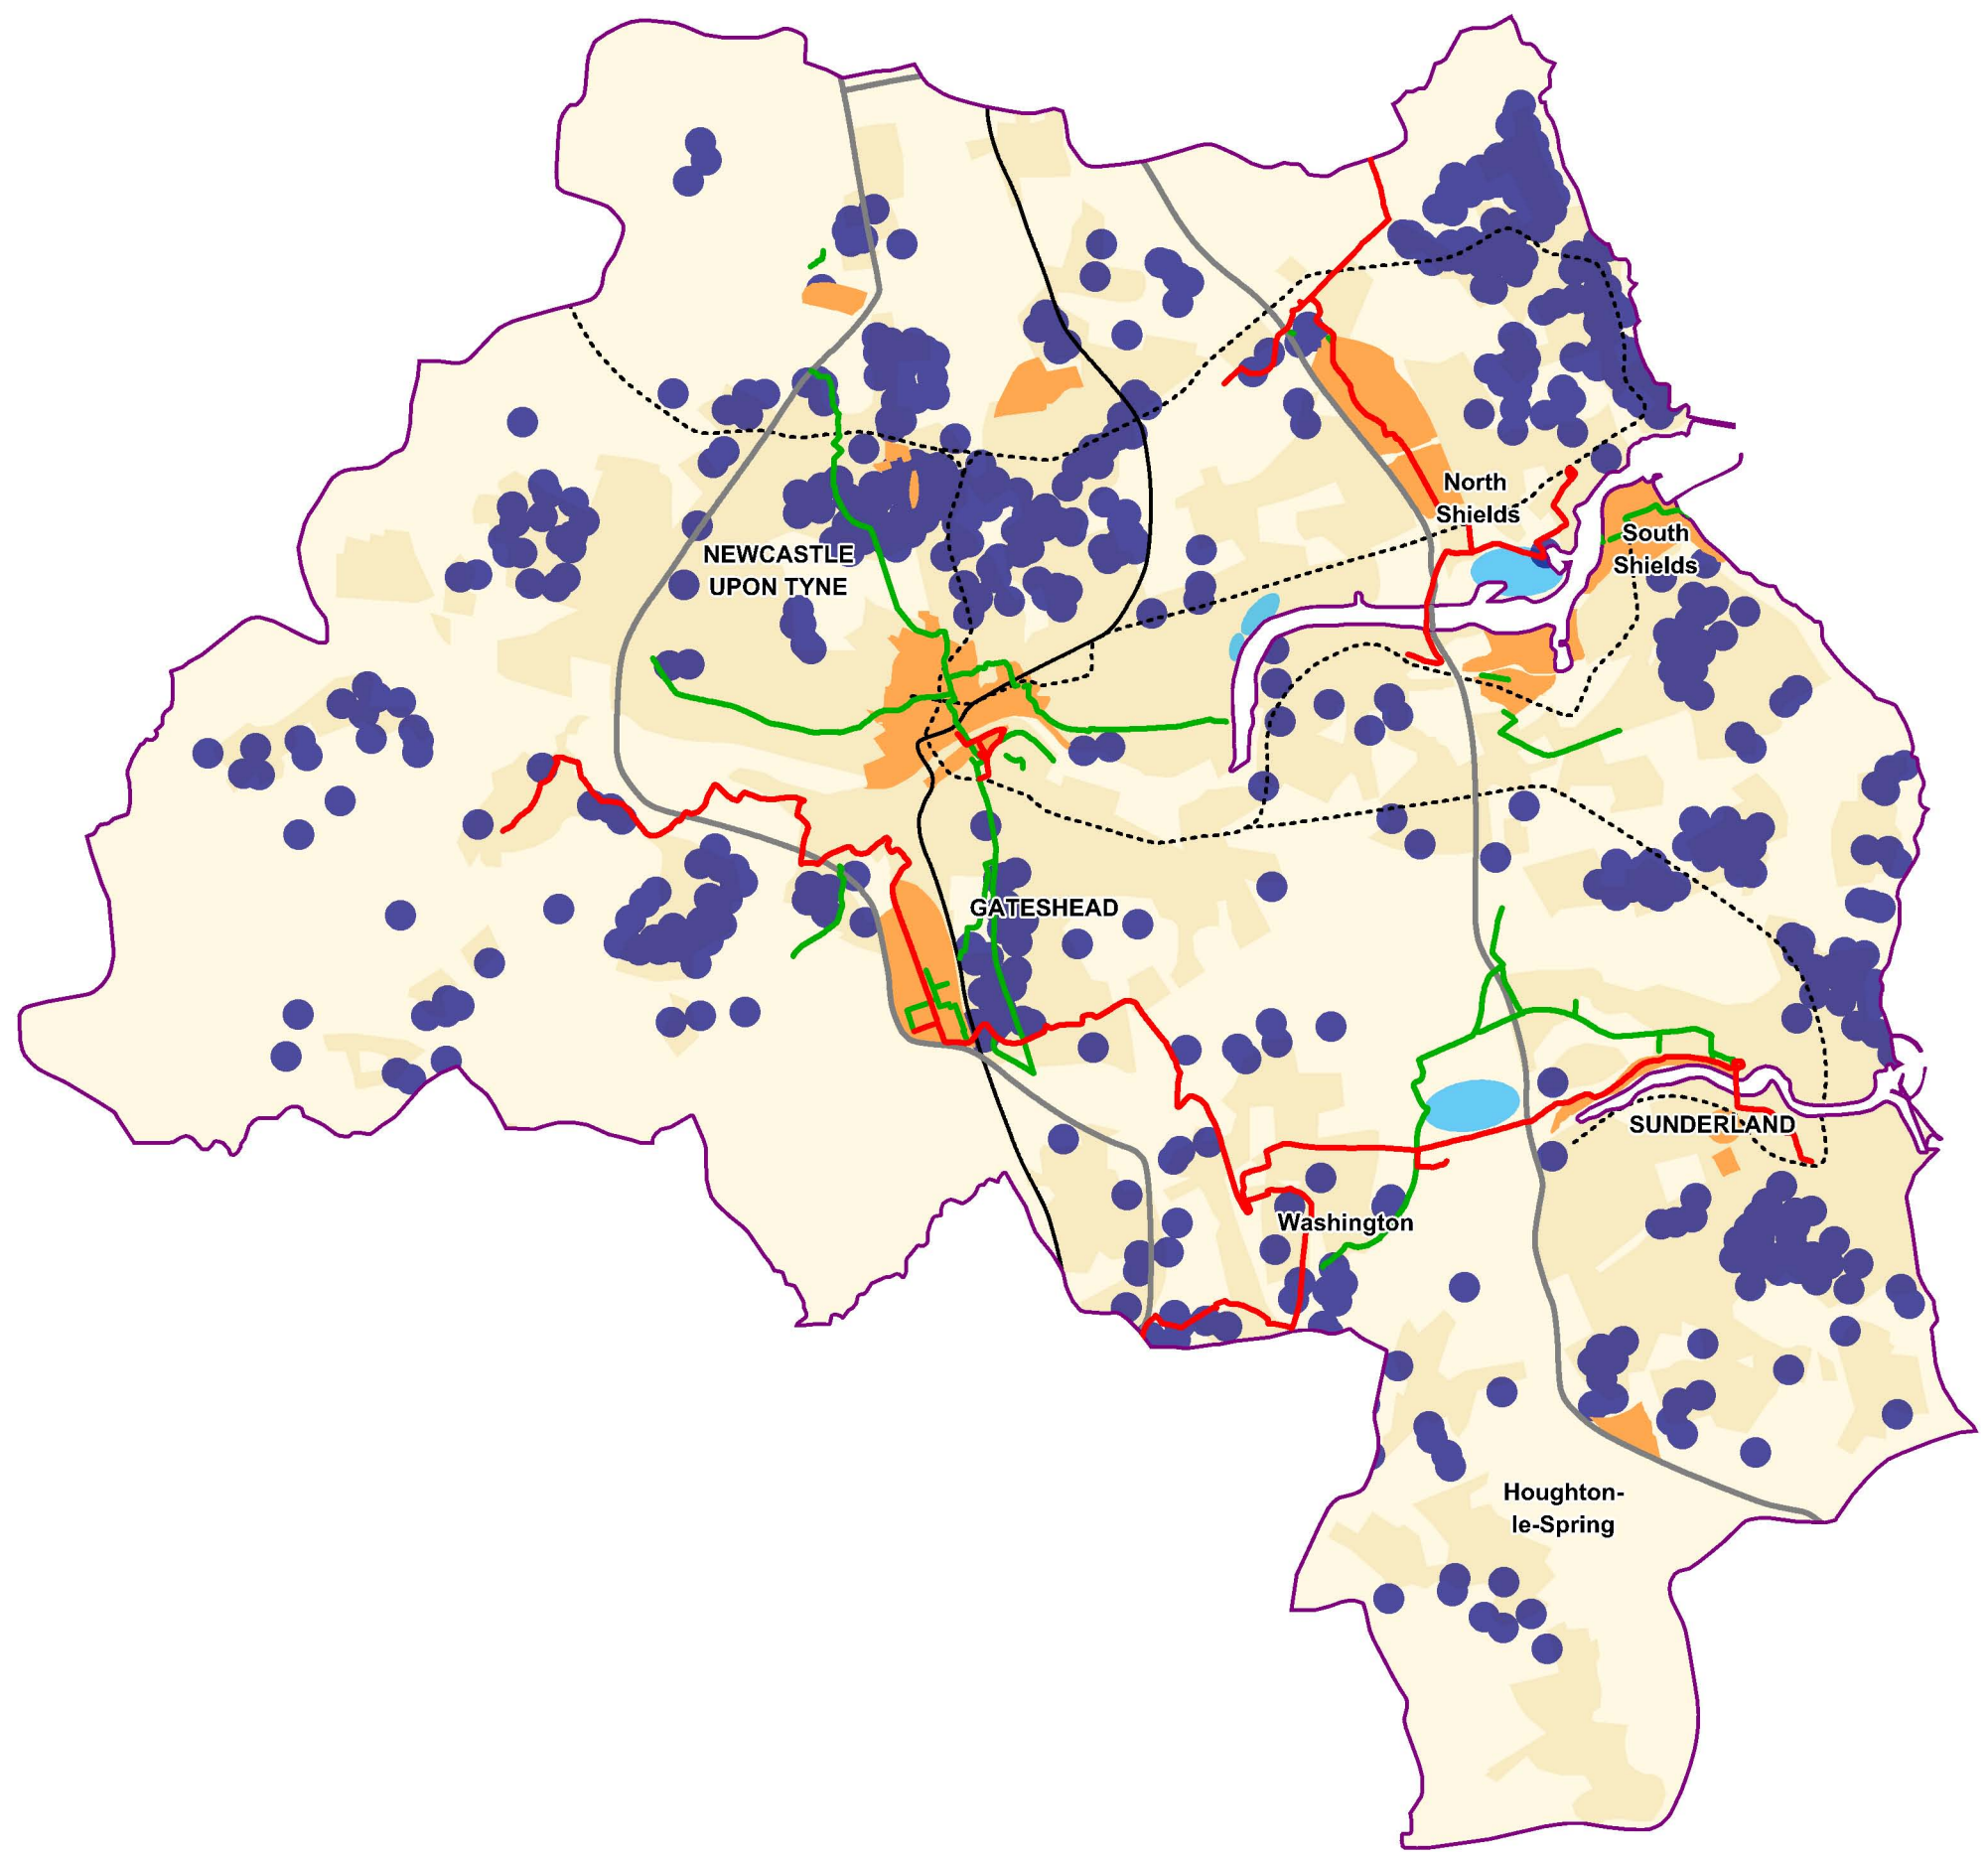 North
Shields
South
Shields
NEWCASTLE
UPON TYNE
GATESHEAD
SUNDERLAND
Washington
Houghton-
le-Spring